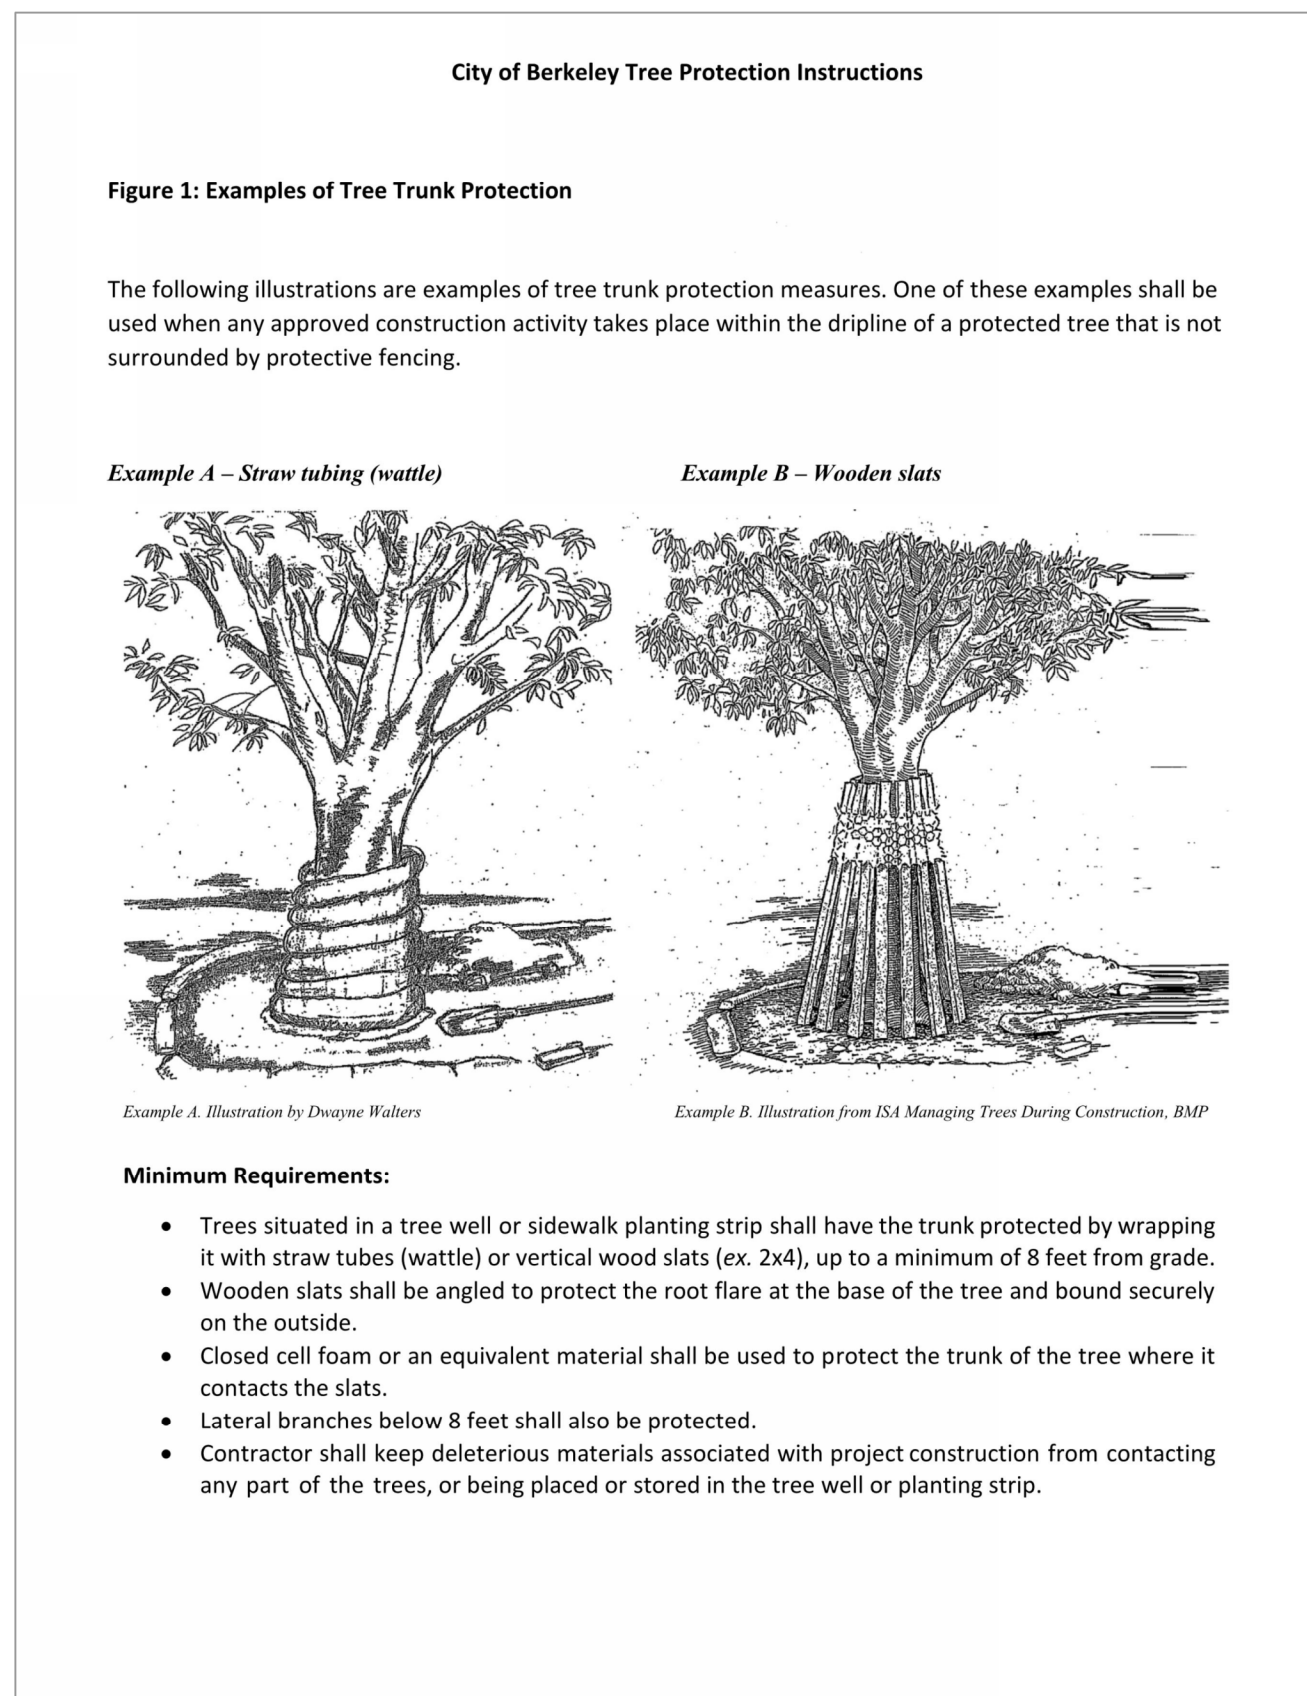 City of Berkeley Tree Protection Instructions
Figure 1: Examples of Tree Trunk Protection
The following illustrations are examples of tree trunk protection measures. One of these examples shall be
used when any approved construction activity takes place within the dripline of a protected tree that is not
surrounded by protective fencing.
Example A – Straw tubing (wattle)
Example B – Wooden slats
Example A. Illustration by Dwayne Walters
Example B. Illustration from ISA Managing Trees During Construction, BMP
Minimum Requirements:
• Trees situated in a tree well or sidewalk planting strip shall have the trunk protected by wrapping
it with straw tubes (wattle) or vertical wood slats (ex. 2x4), up to a minimum of 8 feet from grade.
• Wooden slats shall be angled to protect the root flare at the base of the tree and bound securely
on the outside.
• Closed cell foam or an equivalent material shall be used to protect the trunk of the tree where it
contacts the slats.
• Lateral branches below 8 feet shall also be protected.
• Contractor shall keep deleterious materials associated with project construction from contacting
any part of the trees, or being placed or stored in the tree well or planting strip.